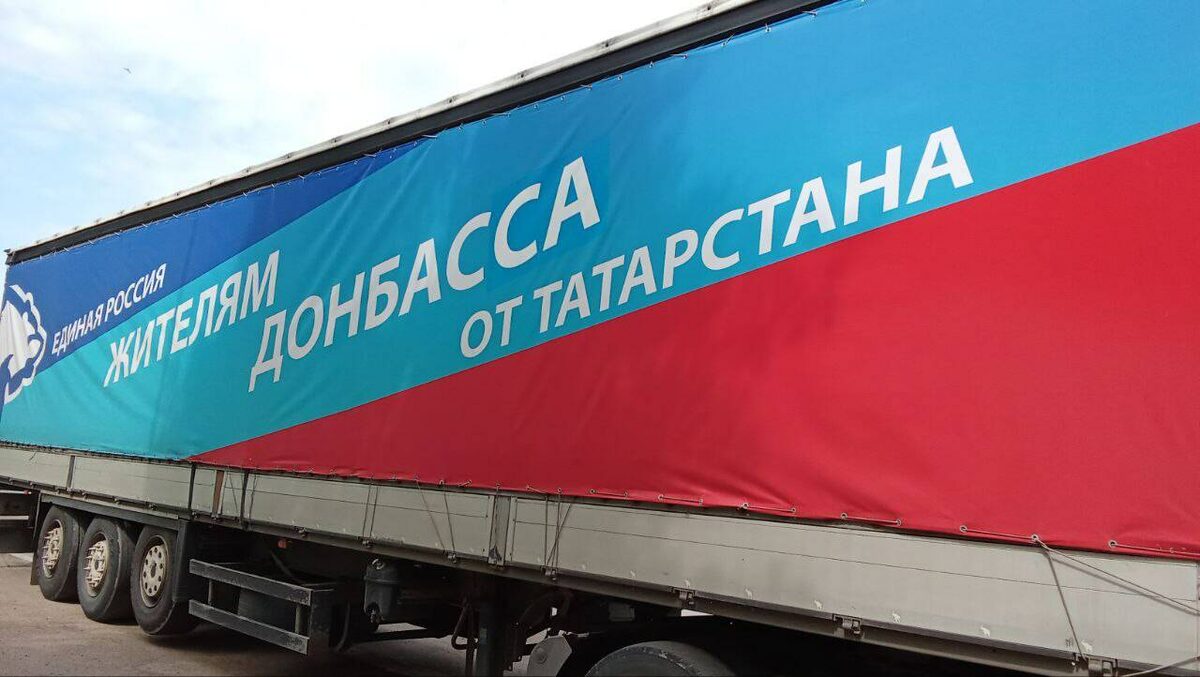 ЕДИНАЯ РОССИЯ
ЖИТЕЛЯМ
ДОНБАССА
ОТ ТАТАРСТАНА